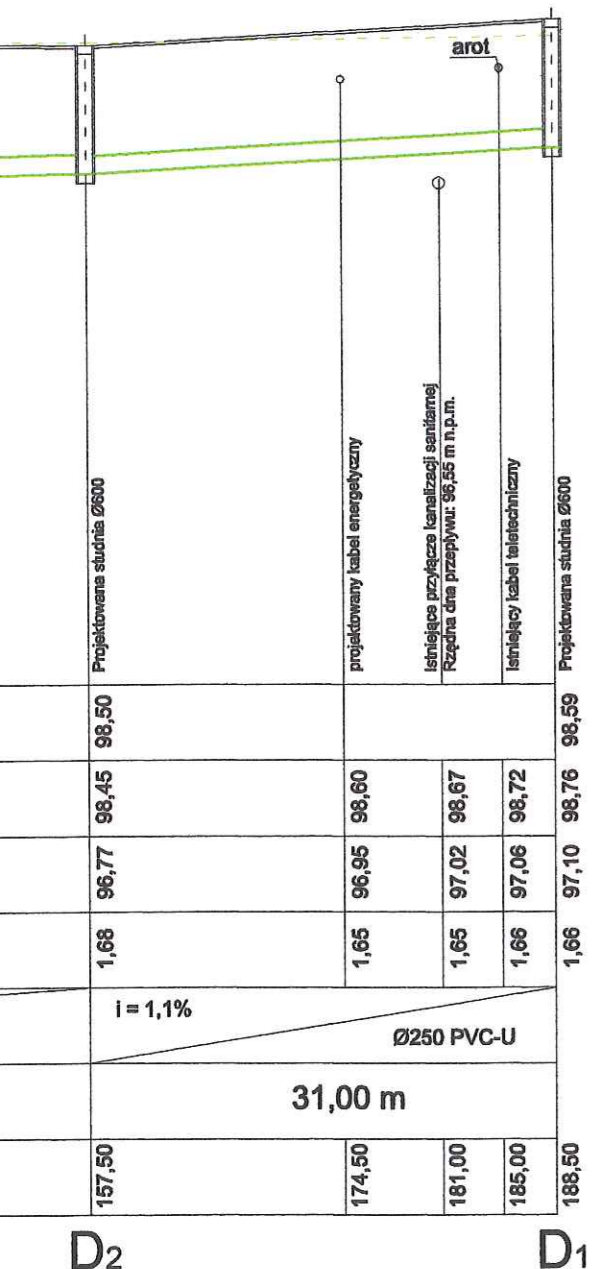 arot
Projektowana studnia Ø600
projektowany kabel energetyczny
Istniejące przyłącze kanalizacji sanitarnej
Rzędna dna przepływu: 96,55 m n.p.m.
Istniejący kabel teletechniczny
Projektowana studnia Ø600
98,50 98,59
98,45 98,60 98,67 98,72 98,76
96,77 96,95 97,02 97,06 97,10
1,68 1,65 1,65 1,66 1,66
i = 1,1%
Ø250 PVC-U
31,00 m
157,50 174,50 181,00 185,00 188,50
D2 D1